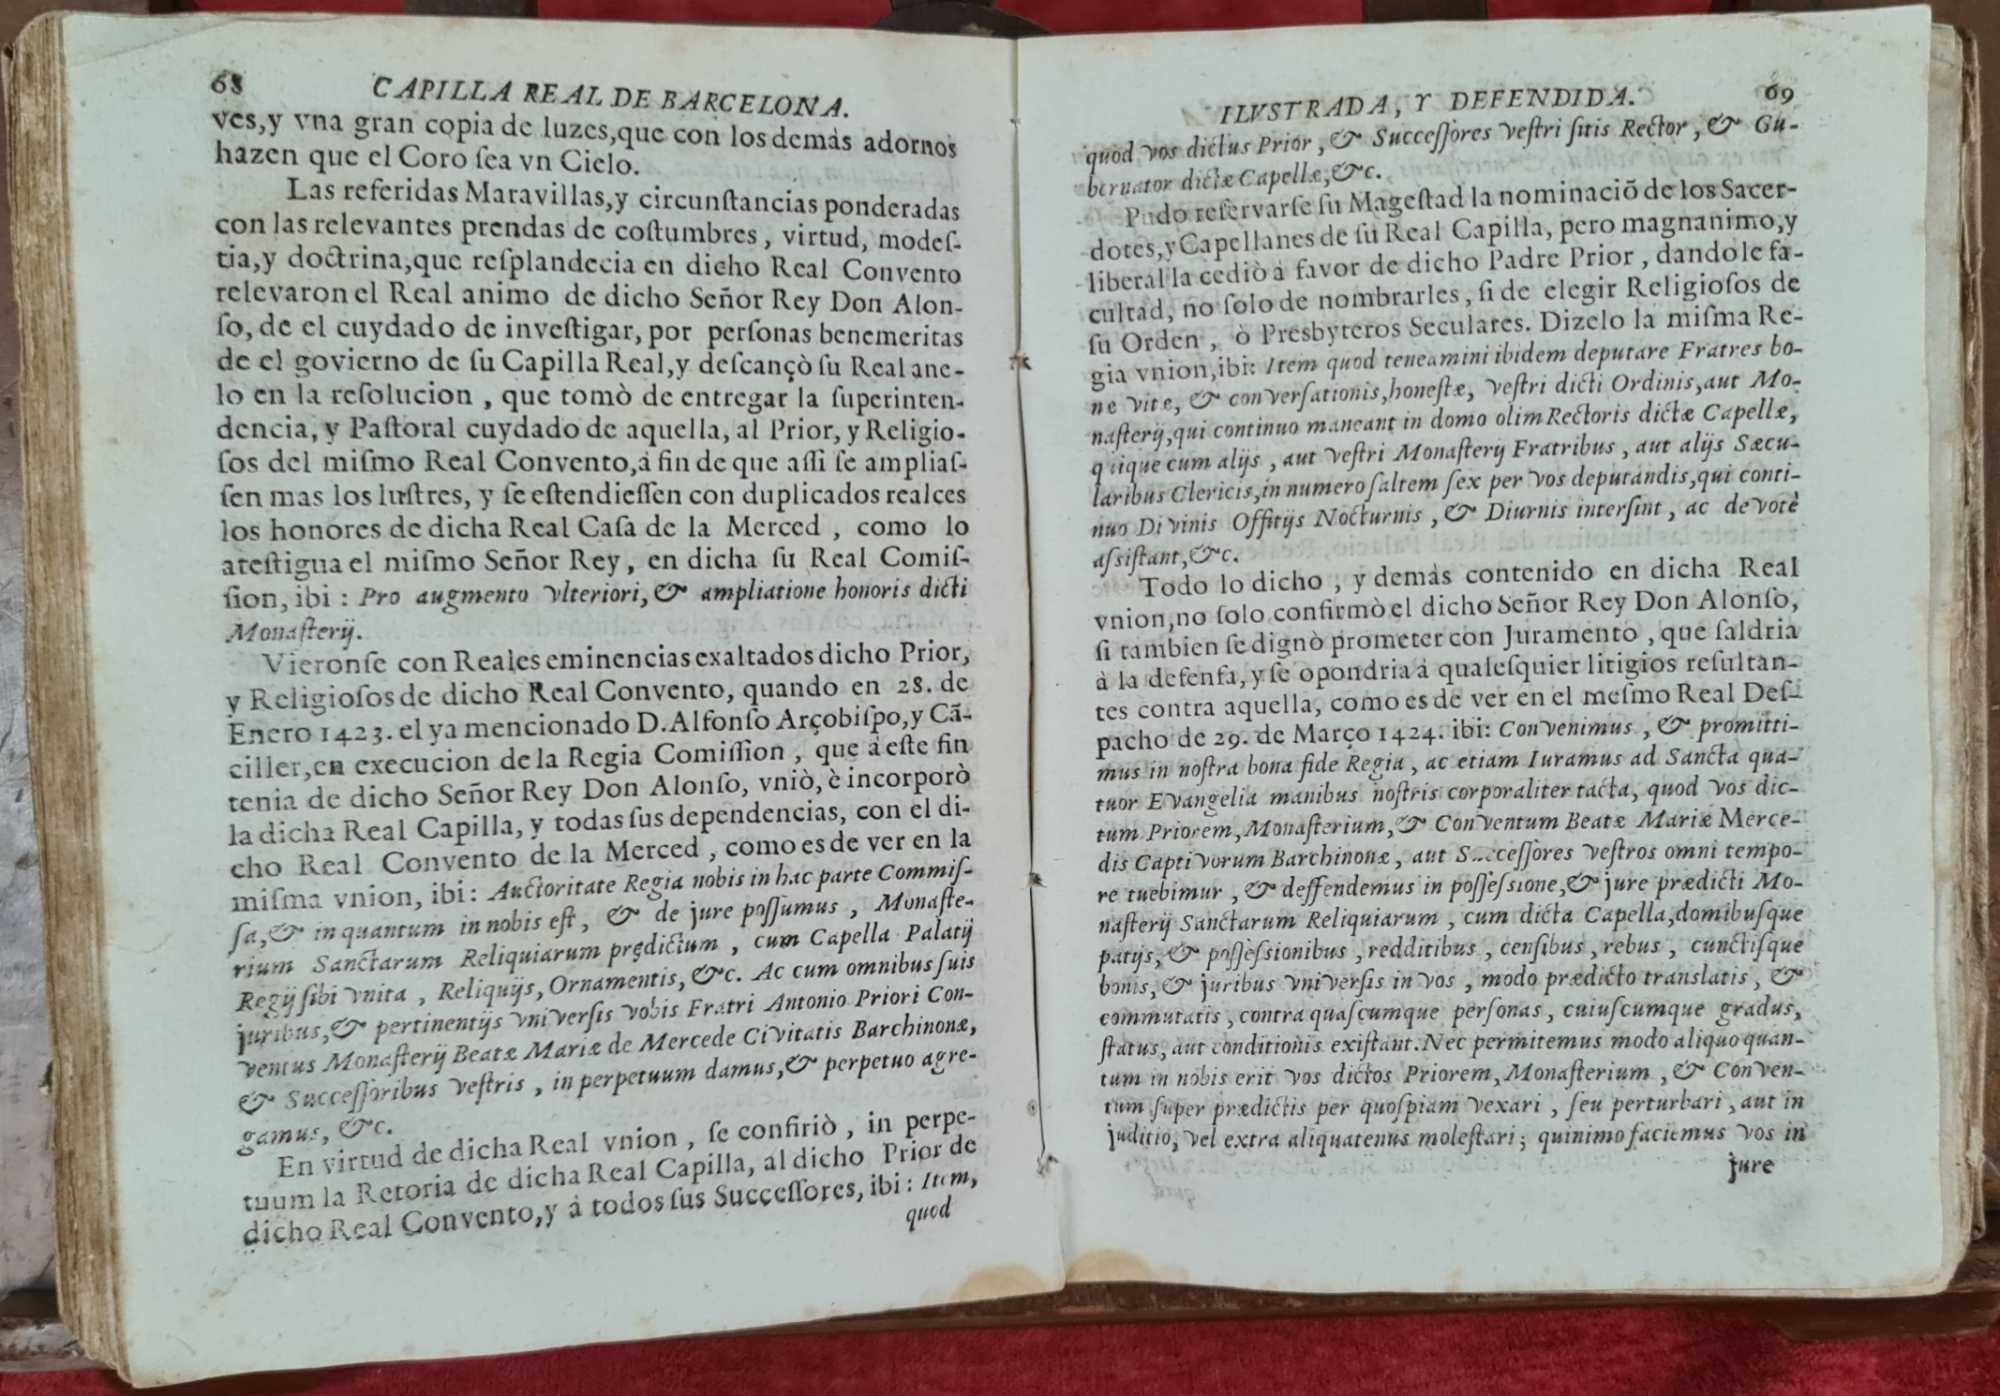 68 CAPILLA REAL DE BARCELONA.
ves,y vna gran copia de luzes,que con los demàs adornos
hazen que el Coro ſea vn Cielo.
Las referidas Maravillas,y circunſtancias ponderadas
con las relevantes prendas de coſtumbres, virtud, modeſ-
tia,y doctrina,que reſplandecia en dicho Real Convento
relevaron el Real animo de dicho Señor Rey Don Alon-
ſo, de el cuydado de inveſtigar, por perſonas benemeritas
de el govierno de ſu Capilla Real,y deſcançò ſu Real ane-
lo en la reſolucion, que tomò de entregar la ſuperinten-
dencia, y Paſtoral cuydado de aquella, al Prior, y Religio-
ſos del miſmo Real Convento,à fin de que aſſi ſe ampliaſ-
ſen mas los luſtres, y ſe eſtendieſſen con duplicados realces
los honores de dicha Real Caſa de la Merced, como lo
ateſtigua el miſmo Señor Rey, en dicha ſu Real Comiſ-
ſion, ibi: Pro augmento vlteriori, & ampliatione honoris dicti
Monaſterij.
Vieronſe con Reales eminencias exaltados dicho Prior,
y Religioſos de dicho Real Convento, quando en 28. de
Enero 1423. el ya mencionado D. Alfonſo Arçobiſpo,y Cã-
ciller,en execucion de la Regia Comiſſion, que à eſte fin
tenia de dicho Señor Rey Don Alonſo, vniò, è incorporò
la dicha Real Capilla, y todas ſus dependencias, con el di-
cho Real Convento de la Merced, como es de ver en la
miſma vnion, ibi: Auctoritate Regia nobis in hac parte Commiſ-
ſa,& in quantum in nobis eſt, & de jure poſſumus, Monaſte-
rium Sanctarum Reliquiarum prędictum, cum Capella Palatij
Regij ſibi vnita, Reliquijs, Ornamentis, &c. Ac cum omnibus ſuis
juribus,& pertinentijs vniverſis vobis Fratri Antonio Priori Con-
ventus Monaſterij Beatæ Mariæ de Mercede Civitatis Barchinonæ,
& Succeſſoribus veſtris, in perpetuum damus,& perpetuo agre-
gamus, &c.
En virtud de dicha Real vnion, ſe confiriò, in perpe-
tuum la Retoria de dicha Real Capilla, al dicho Prior de
dicho Real Convento,y à todos ſus Succeſſores, ibi: Item,
quod
ILVSTRADA, Y DEFENDIDA. 69
quod vos dictus Prior, & Succeſſores veſtri ſitis Rector, & Gu-
bernator dictæ Capellæ,&c.
Pudo reſervarſe ſu Mageſtad la nominaciõ de los Sacer-
dotes,y Capellanes de ſu Real Capilla, pero magnanimo,y
liberal la cediò à favor de dicho Padre Prior, dandole fa-
cultad, no ſolo de nombrarles, ſi de elegir Religioſos de
ſu Orden, ò Presbyteros Seculares. Dizelo la miſma Re-
gia vnion,ibi: Item quod teneamini ibidem deputare Fratres bo-
ne vitæ, & converſationis,honeſtæ, veſtri dicti Ordinis,aut Mo-
naſterij,qui continuo maneant in domo olim Rectoris dictæ Capellæ,
quique cum alijs, aut veſtri Monaſterij Fratribus, aut alijs Sæcu-
laribus Clericis,in numero ſaltem ſex per vos deputandis,qui conti-
nuo Divinis Offitijs Nocturnis, & Diurnis interſint, ac devotè
aſsiſtant,&c.
Todo lo dicho, y demàs contenido en dicha Real
vnion,no ſolo confirmò el dicho Señor Rey Don Alonſo,
ſi tambien ſe dignò prometer con Juramento, que ſaldria
à la defenſa, y ſe opondria à qualeſquier litigios reſultan-
tes contra aquella, como es de ver en el meſmo Real Deſ-
pacho de 29. de Março 1424. ibi: Convenimus, & promitti-
mus in noſtra bona fide Regia, ac etiam Iuramus ad Sancta qua-
tuor Evangelia manibus noſtris corporaliter tacta, quod vos dic-
tum Priorem, Monaſterium,& Conventum Beatæ Mariæ Merce-
dis Captivorum Barchinonæ, aut Succeſſores veſtros omni tempo-
re tuebimur, & deffendemus in poſſeſsione,& jure prædicti Mo-
naſterij Sanctarum Reliquiarum, cum dicta Capella,domibuſque
patijs, & poſſeſsionibus, redditibus, cenſibus, rebus, cunctiſque
bonis, & juribus vniverſis in vos, modo prædicto translatis, &
commutatis, contra quaſcumque perſonas, cuiuſcumque gradus,
ſtatus, aut conditionis exiſtant. Nec permitemus modo aliquo quan-
tum in nobis erit vos dictos Priorem, Monaſterium, & Conven-
tum ſuper prædictis per quoſpiam vexari, ſeu perturbari, aut in
juditio, vel extra aliquatenus moleſtari; quinimo faciemus vos in
jure